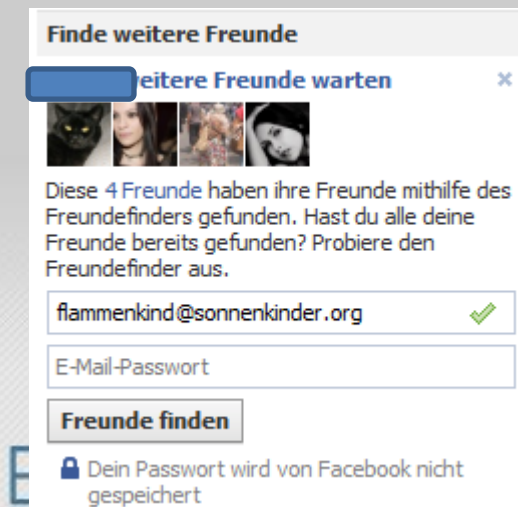 Finde weitere Freunde
weitere Freunde warten
Diese 4 Freunde haben ihre Freunde mithilfe des
Freundefinders gefunden. Hast du alle deine
Freunde bereits gefunden? Probiere den
Freundefinder aus.
flammenkind@sonnenkinder.org
E-Mail-Passwort
Freunde finden
Dein Passwort wird von Facebook nicht
gespeichert